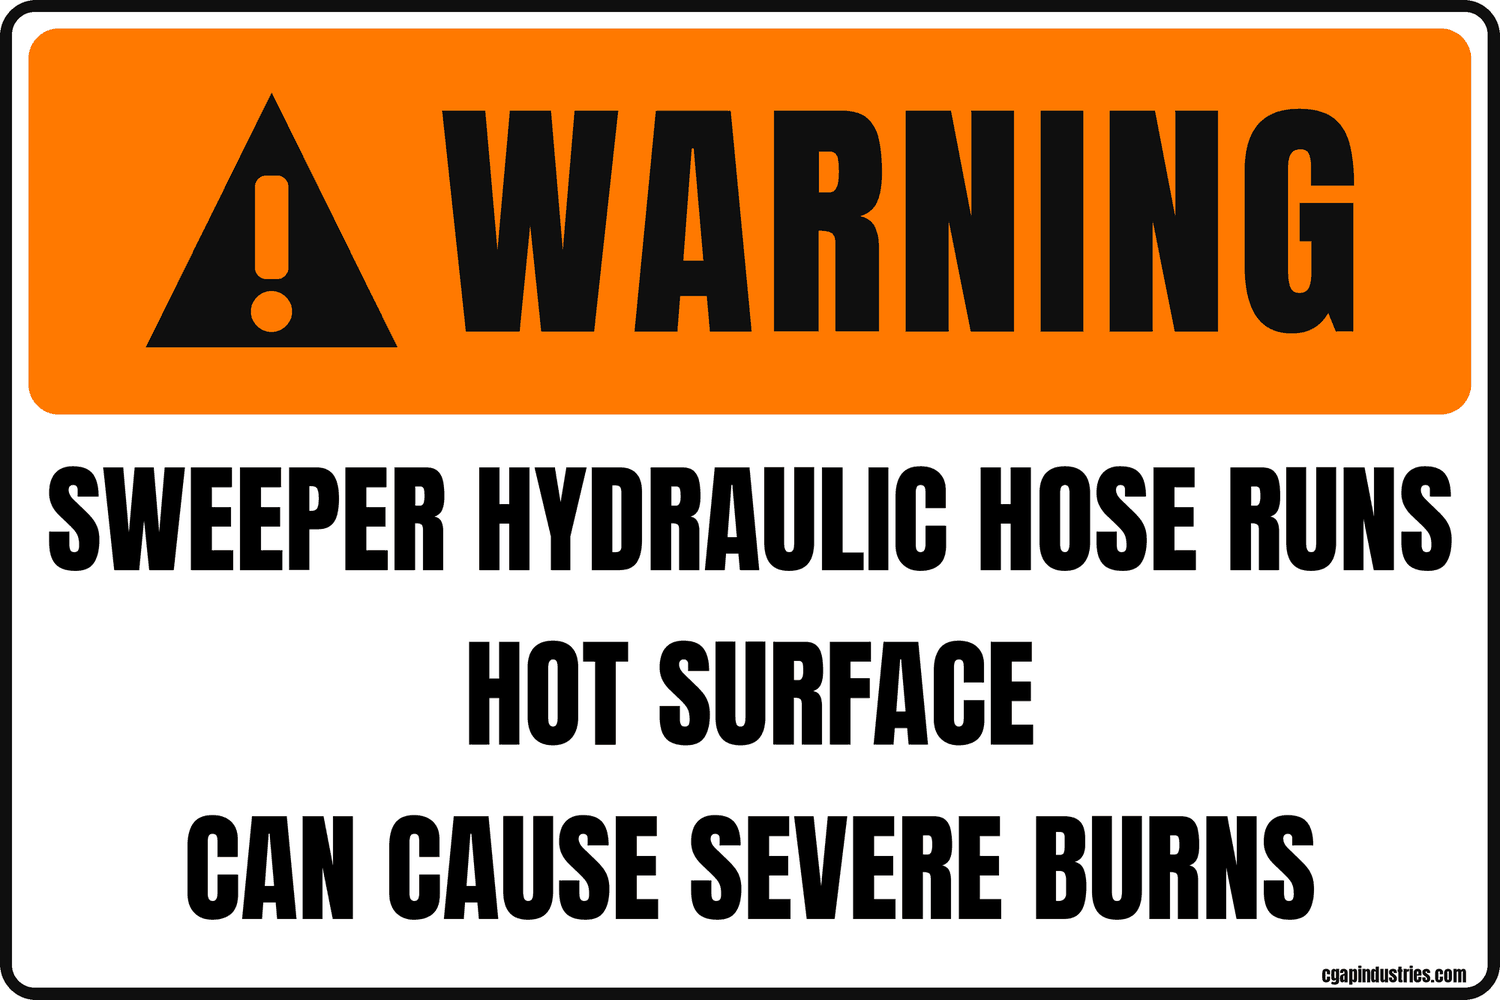 WARNING
SWEEPER HYDRAULIC HOSE RUNS
HOT SURFACE
CAN CAUSE SEVERE BURNS
cgapindustries.com